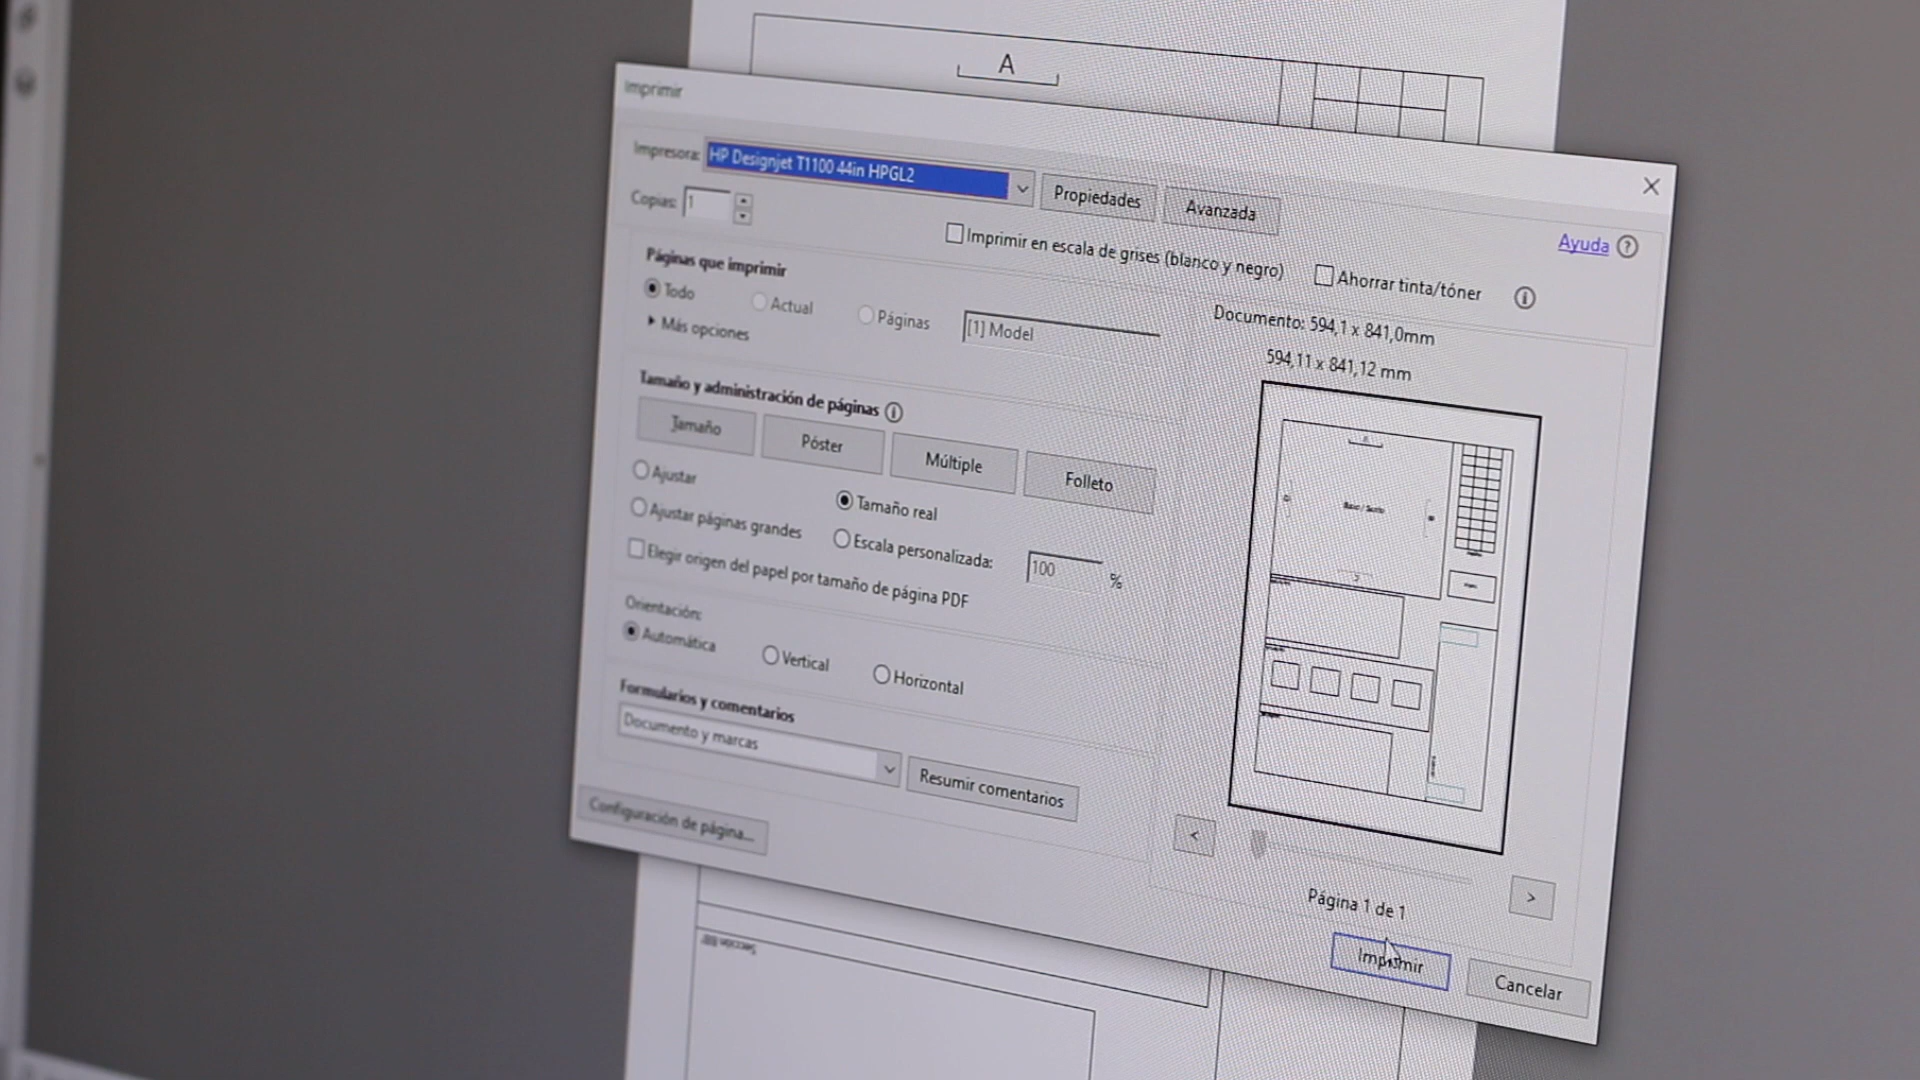 A
Imprimir
Impresora: HP Designjet T1100 44in HPGL2 Propiedades Avanzada
Ayuda
Copias: 1
Imprimir en escala de grises (blanco y negro) Ahorrar tinta/tóner
Páginas que imprimir
Todo Actual Páginas [1] Model
Más opciones
Documento: 594,1 x 841,0mm
594,11 x 841,12 mm
Tamaño y administración de páginas
Tamaño Póster Múltiple Folleto
Ajustar Tamaño real
Ajustar páginas grandes Escala personalizada: 100 %
Elegir origen del papel por tamaño de página PDF
Orientación:
Automática Vertical Horizontal
Formularios y comentarios
Documento y marcas Resumir comentarios
Configuración de página...
< >
Página 1 de 1
Imprimir Cancelar